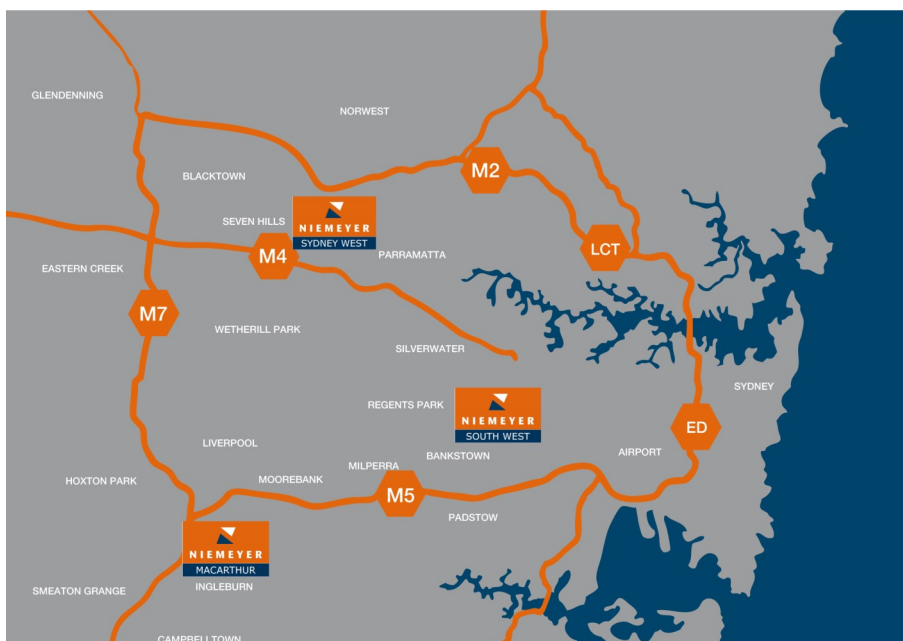 GLENDENNING
NORWEST
M2
BLACKTOWN
SEVEN HILLS
NIEMEYER
SYDNEY WEST
M4
PARRAMATTA
LCT
EASTERN CREEK
M7
WETHERILL PARK
SILVERWATER
SYDNEY
REGENTS PARK
NIEMEYER
SOUTH WEST
ED
LIVERPOOL
AIRPORT
BANKSTOWN
MILPERRA
HOXTON PARK
MOOREBANK
M5
PADSTOW
NIEMEYER
MACARTHUR
INGLEBURN
SMEATON GRANGE
CAMPBELLTOWN